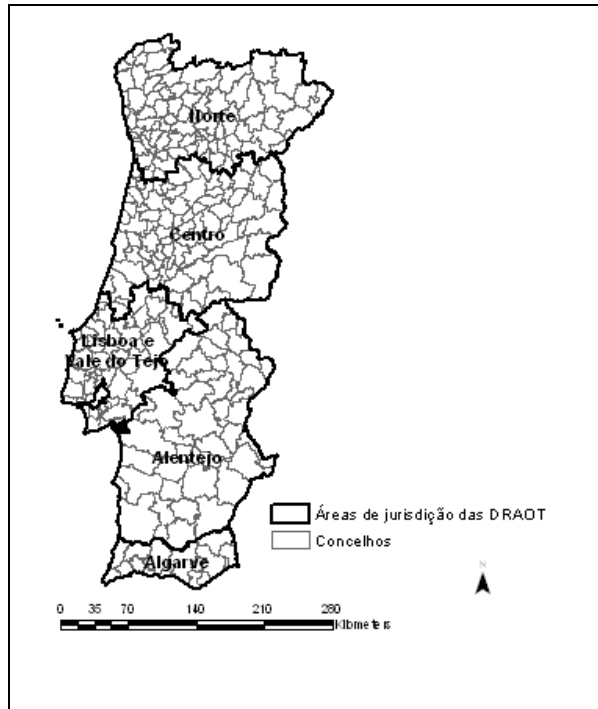 Norte
Centro
Lisboa e
Vale do Tejo
Alentejo
Algarve
Áreas de jurisdição das DRAOT
Concelhos
N
0 35 70 140 210 280
kilometers